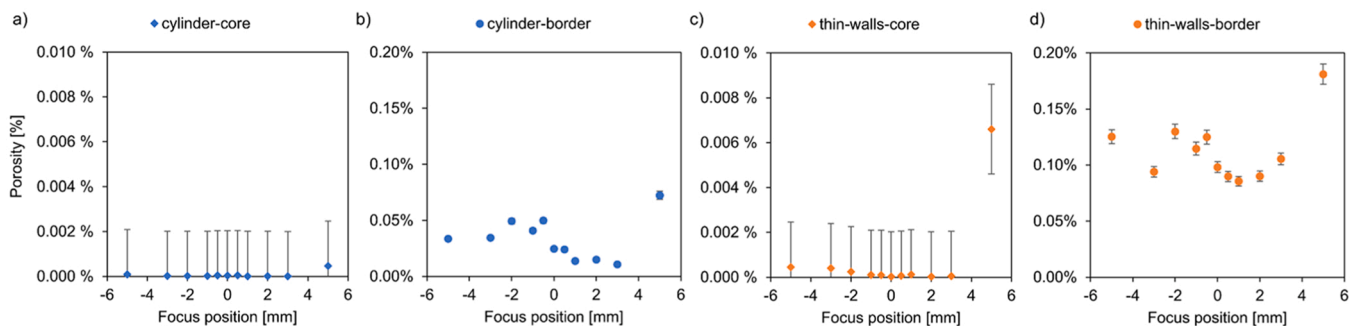 a) cylinder-core
b) cylinder-border
c) thin-walls-core
d) thin-walls-border
Porosity [%]
0.010 %
0.008 %
0.006 %
0.004 %
0.002 %
0.000 %
-6 -4 -2 0 2 4 6
Focus position [mm]
0.20%
0.15%
0.10%
0.05%
0.00%
-6 -4 -2 0 2 4 6
Focus position [mm]
0.010 %
0.008 %
0.006 %
0.004 %
0.002 %
0.000 %
-6 -4 -2 0 2 4 6
Focus position [mm]
0.20%
0.15%
0.10%
0.05%
0.00%
-6 -4 -2 0 2 4 6
Focus position [mm]